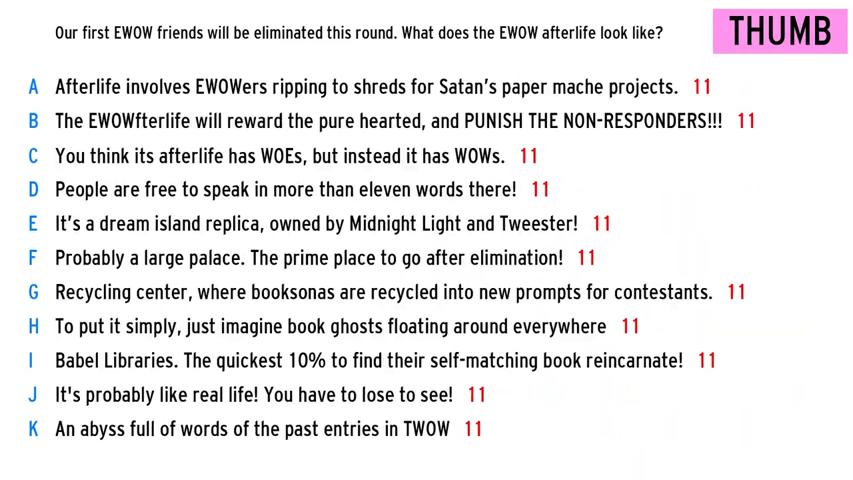 Our first EWOW friends will be eliminated this round. What does the EWOW afterlife look like?
THUMB
A Afterlife involves EWOWers ripping to shreds for Satan's paper mache projects. 11
B The EWOWfterlife will reward the pure hearted, and PUNISH THE NON-RESPONDERS!!! 11
C You think its afterlife has WOEs, but instead it has WOWs. 11
D People are free to speak in more than eleven words there! 11
E It's a dream island replica, owned by Midnight Light and Tweester! 11
F Probably a large palace. The prime place to go after elimination! 11
G Recycling center, where booksonas are recycled into new prompts for contestants. 11
H To put it simply, just imagine book ghosts floating around everywhere 11
I Babel Libraries. The quickest 10% to find their self-matching book reincarnate! 11
J It's probably like real life! You have to lose to see! 11
K An abyss full of words of the past entries in TWOW 11